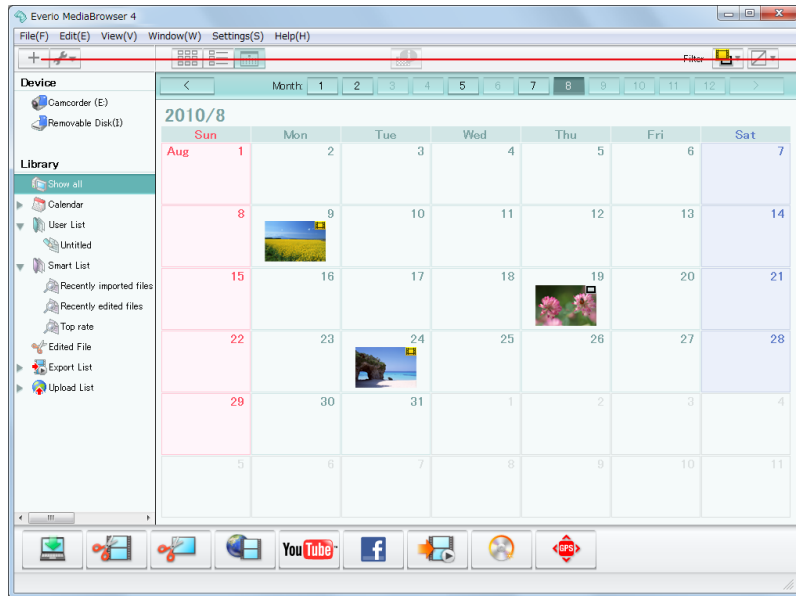 Everio MediaBrowser 4
File(F) Edit(E) View(V) Window(W) Settings(S) Help(H)
Filter
Device
Camcorder (E:)
Removable Disk(I)
Library
Show all
Calendar
User List
Untitled
Smart List
Recently imported files
Recently edited files
Top rate
Edited File
Export List
Upload List
< Month: 1 2 3 4 5 6 7 8 9 10 11 12 >
2010/8
Sun Mon Tue Wed Thu Fri Sat
Aug 1 2 3 4 5 6 7
8 9 10 11 12 13 14
15 16 17 18 19 20 21
22 23 24 25 26 27 28
29 30 31 1 2 3 4
5 6 7 8 9 10 11
You Tube
f
GPS